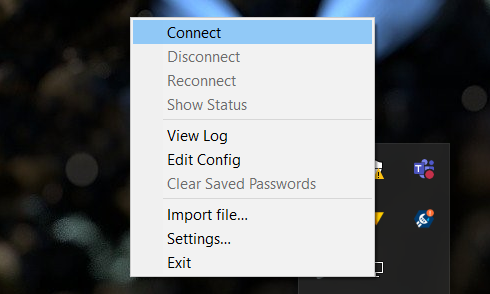 Connect
Disconnect
Reconnect
Show Status
View Log
Edit Config
Clear Saved Passwords
Import file...
Settings...
Exit